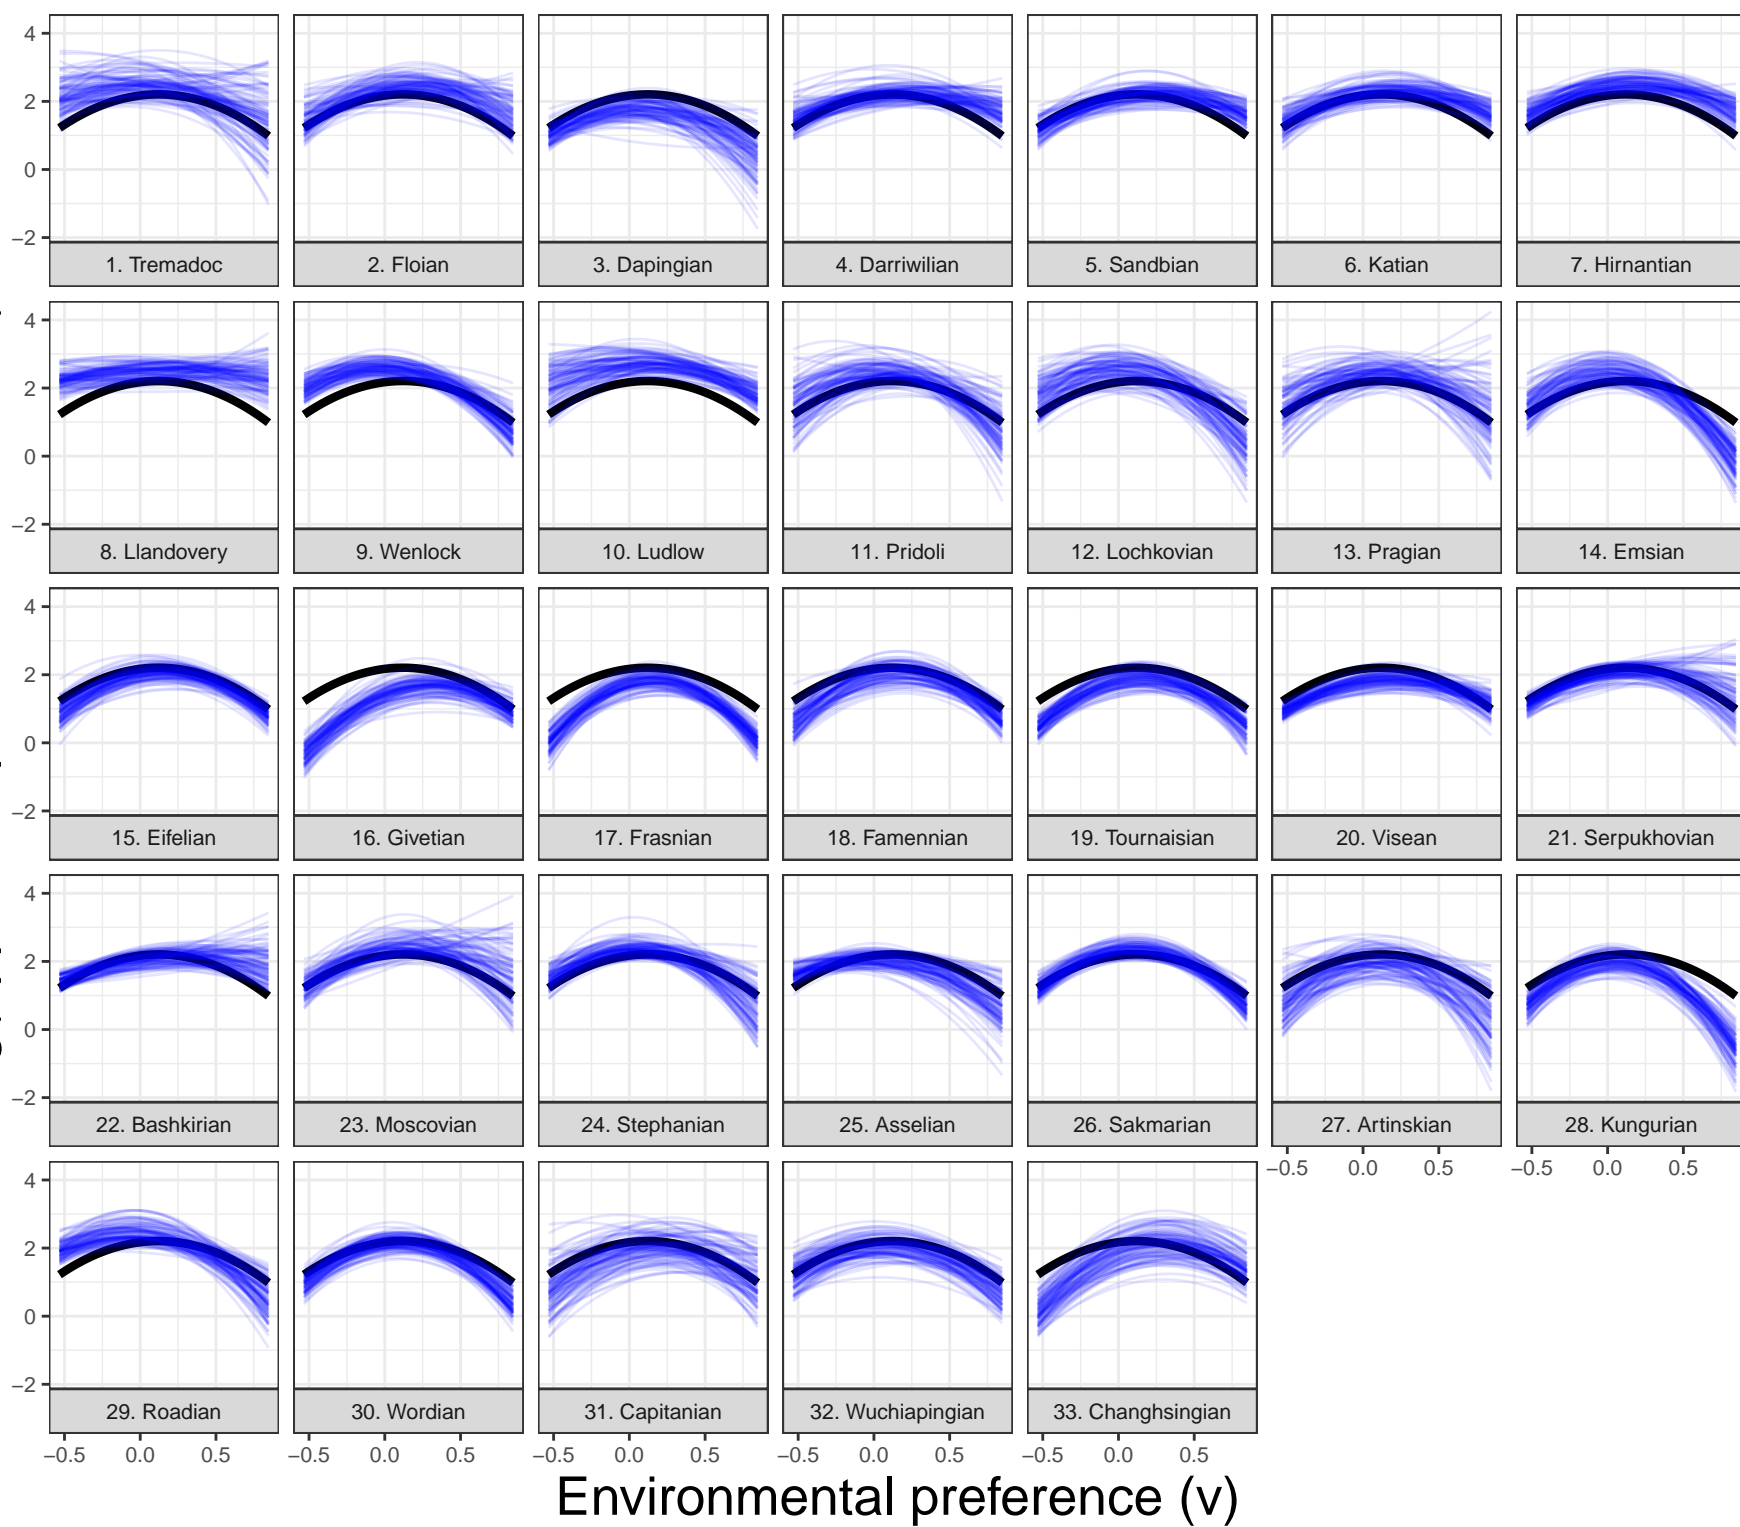 4
2
0
−2
1. Tremadoc
2. Floian
3. Dapingian
4. Darriwilian
5. Sandbian
6. Katian
7. Hirnantian
4
2
0
−2
8. Llandovery
9. Wenlock
10. Ludlow
11. Pridoli
12. Lochkovian
13. Pragian
14. Emsian
4
2
0
−2
15. Eifelian
16. Givetian
17. Frasnian
18. Famennian
19. Tournaisian
20. Visean
21. Serpukhovian
4
2
0
−2
22. Bashkirian
23. Moscovian
24. Stephanian
25. Asselian
26. Sakmarian
27. Artinskian
28. Kungurian
−0.5 0.0 0.5 −0.5 0.0 0.5
4
2
0
−2
29. Roadian
30. Wordian
31. Capitanian
32. Wuchiapingian
33. Changhsingian
−0.5 0.0 0.5 −0.5 0.0 0.5 −0.5 0.0 0.5 −0.5 0.0 0.5 −0.5 0.0 0.5
Environmental preference (v)